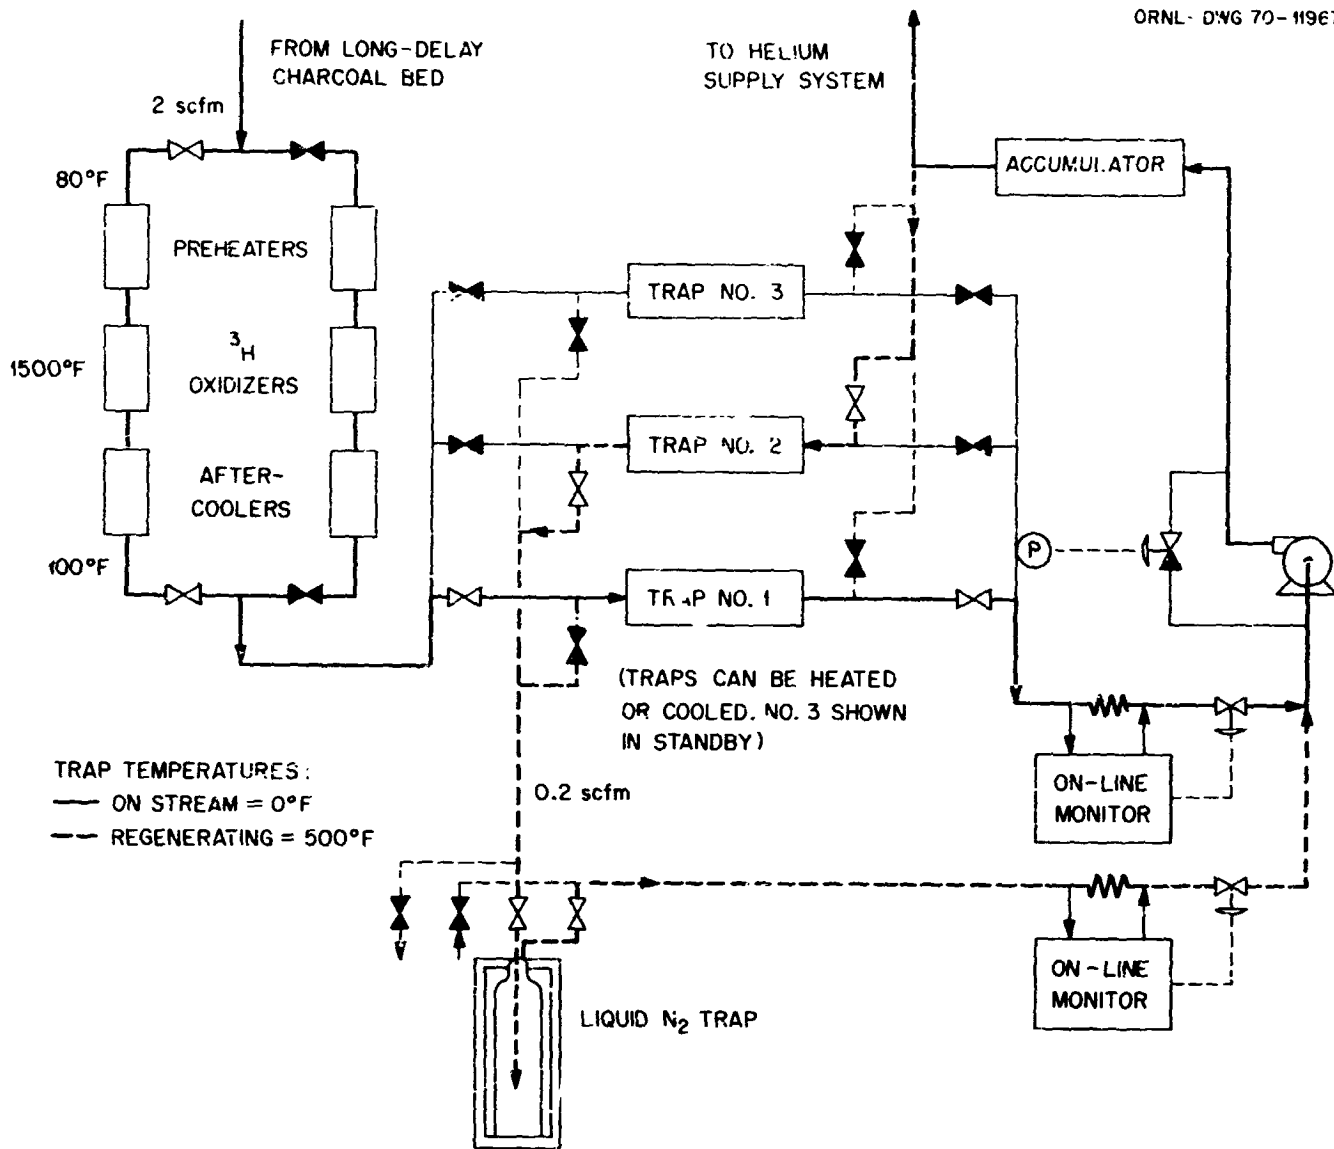 ORNL- DWG 70-11967
FROM LONG-DELAY
CHARCOAL BED
TO HELIUM
SUPPLY SYSTEM
2 scfm
ACCUMULATOR
80°F
PREHEATERS
TRAP NO. 3
1500°F
³H
OXIDIZERS
TRAP NO. 2
AFTER-
COOLERS
100°F
P
TRAP NO. 1
(TRAPS CAN BE HEATED
OR COOLED. NO. 3 SHOWN
IN STANDBY)
TRAP TEMPERATURES:
ON STREAM = 0°F
REGENERATING = 500°F
0.2 scfm
ON-LINE
MONITOR
ON-LINE
MONITOR
LIQUID N₂ TRAP